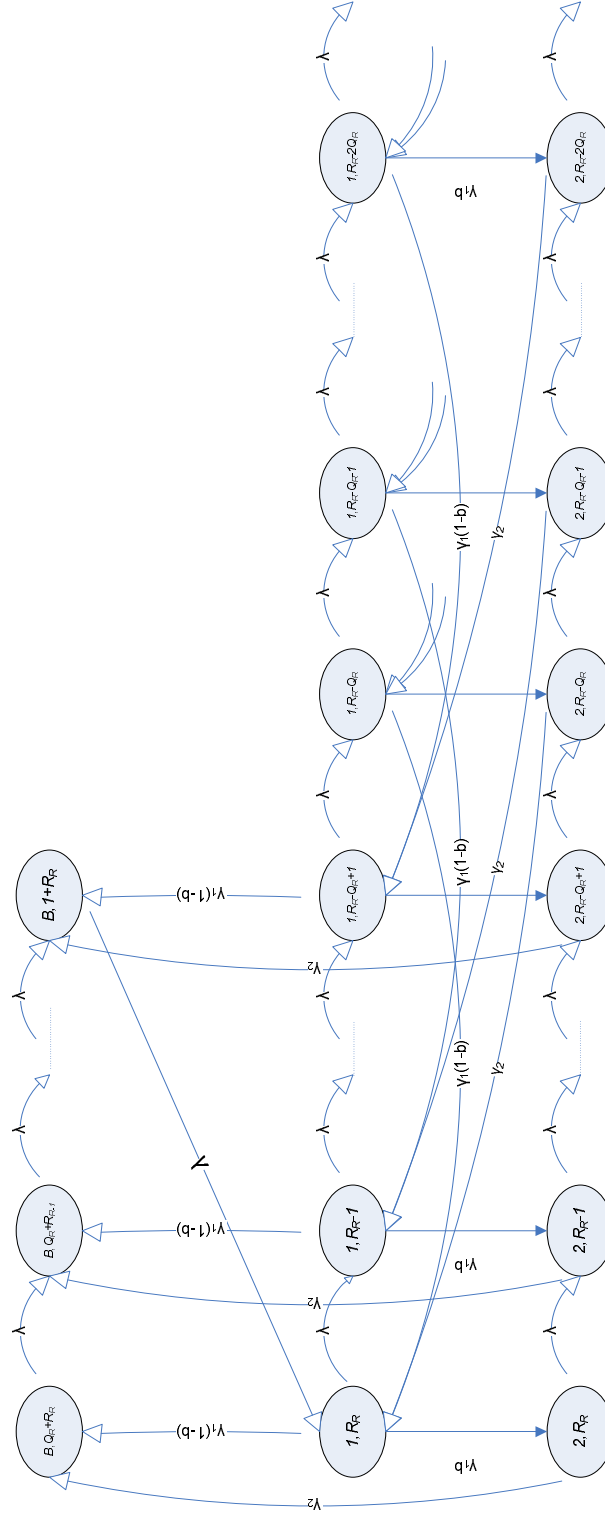 λ
λ
1,R_R-2Q_R
2,R_R-2Q_R
γ₁b
λ
λ
λ
λ
1,R_R-Q_R-1
2,R_R-Q_R-1
γ₁(1-b)
γ₂
λ
λ
1,R_R-Q_R
2,R_R-Q_R
λ
λ
γ₁(1-b)
γ₂
B, 1+R_R
γ₁(1-b)
1,R_R-Q_R+1
2,R_R-Q_R+1
γ₂
λ
λ
λ
γ₁(1-b)
γ₂
λ
λ
λ
λ
B, Q_R+R_R-1
γ₁(1-b)
1, R_R-1
2, R_R-1
γ₁b
γ₂
λ
λ
λ
B, Q_R+R_R
γ₁(1-b)
1, R_R
2, R_R
γ₁b
γ₂